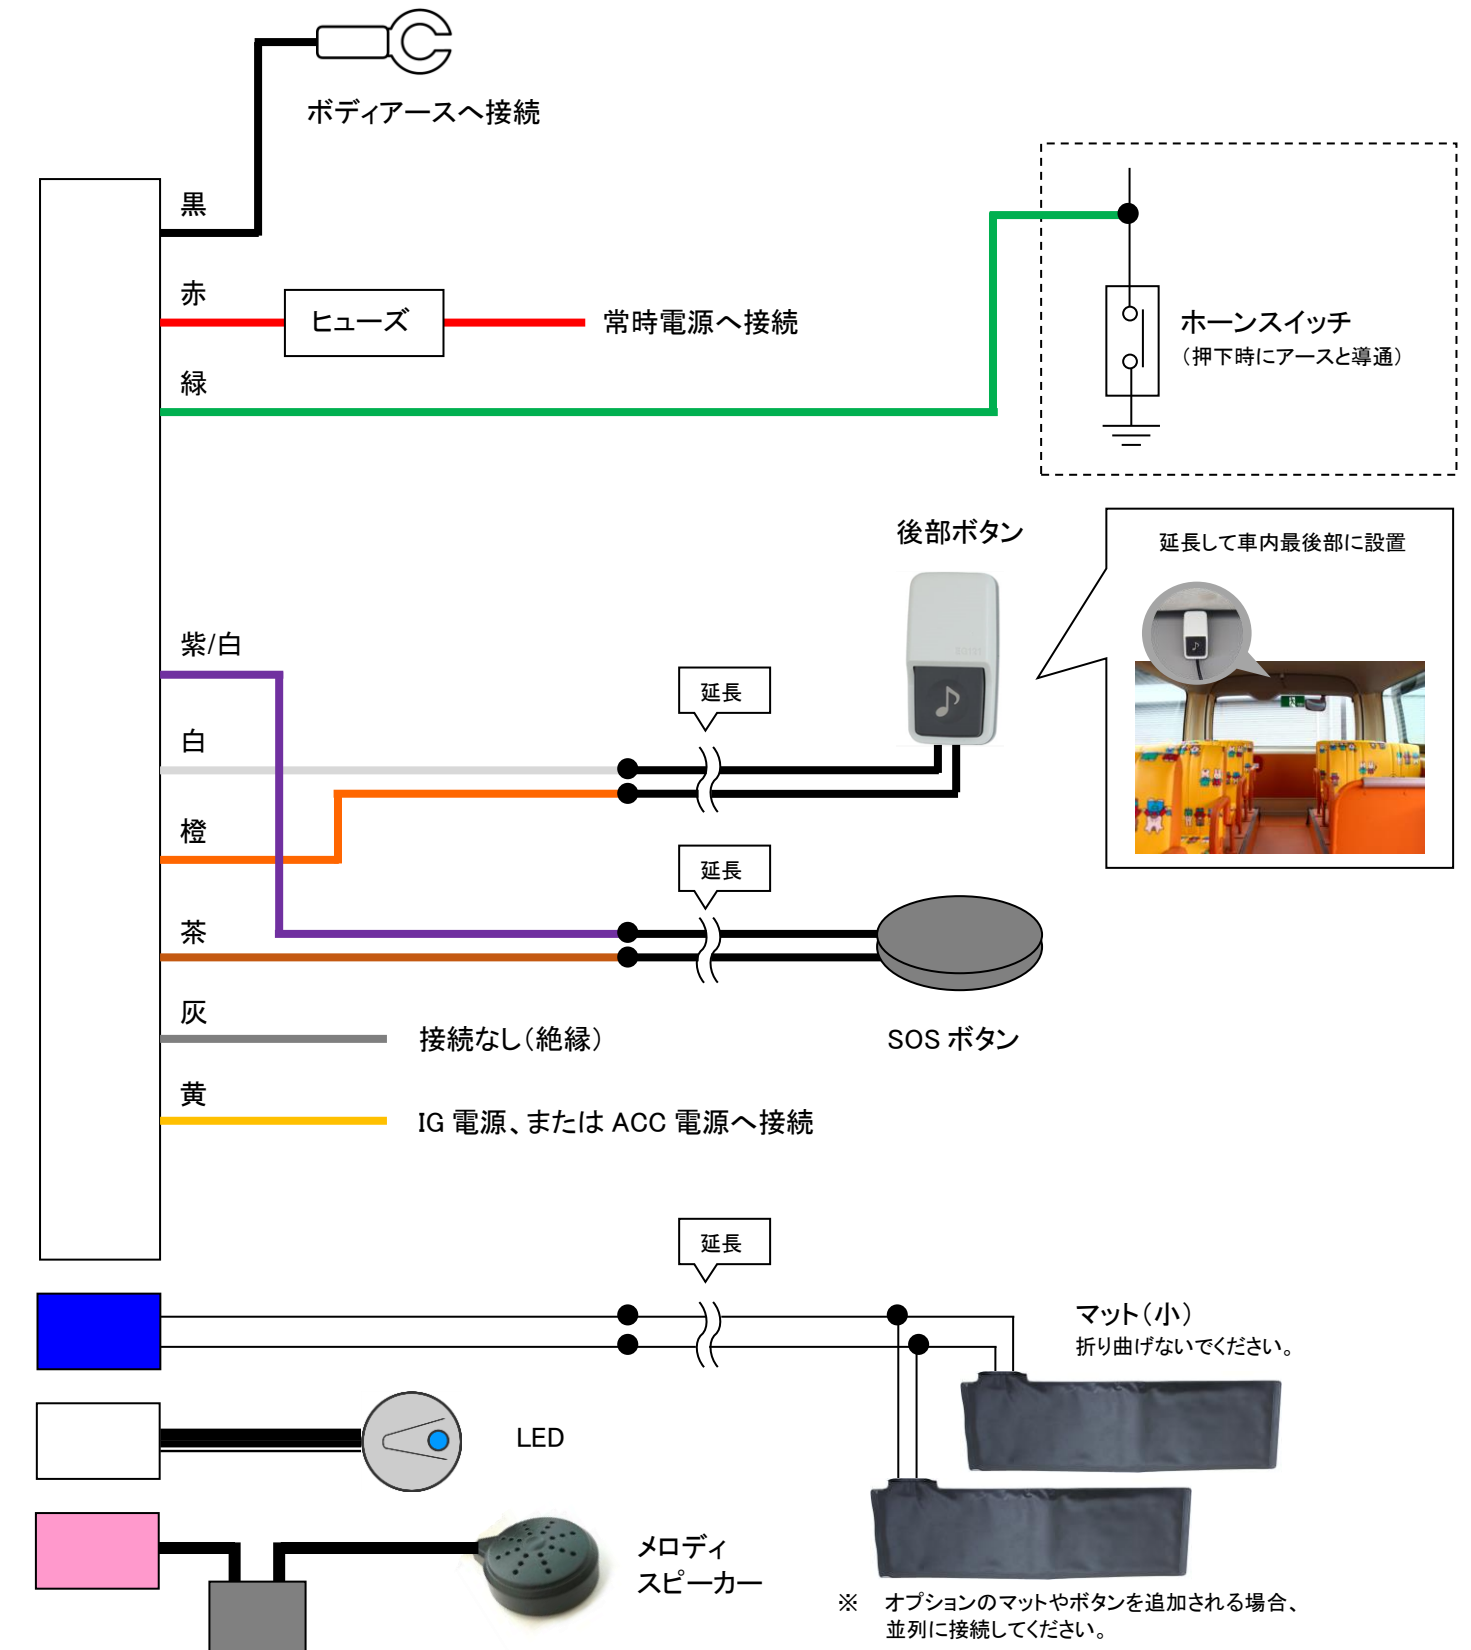 ボディアースへ接続
黒
赤
ヒューズ
常時電源へ接続
ホーンスイッチ
（押下時にアースと導通）
緑
後部ボタン
延長して車内最後部に設置
紫/白
延長
白
橙
延長
茶
灰
接続なし（絶縁）
SOS ボタン
黄
IG 電源、または ACC 電源へ接続
延長
マット（小）
折り曲げないでください。
LED
メロディ
スピーカー
※ オプションのマットやボタンを追加される場合、
並列に接続してください。